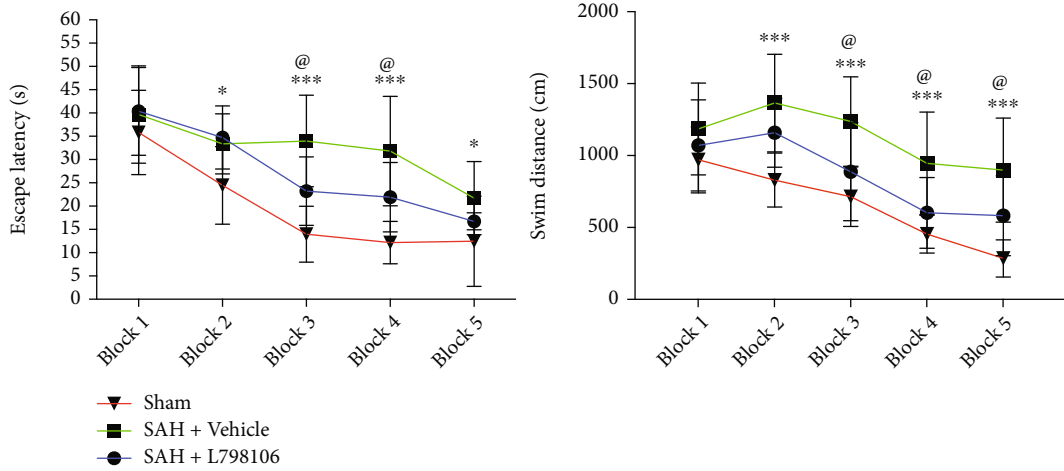 60
55
50
45
40
35
30
25
20
15
10
5
0
Escape latency (s)
*
@
***
@
***
*
Block 1
Block 2
Block 3
Block 4
Block 5
2000
1500
1000
500
0
Swim distance (cm)
***
@
***
@
***
@
***
Block 1
Block 2
Block 3
Block 4
Block 5
Sham
SAH + Vehicle
SAH + L798106